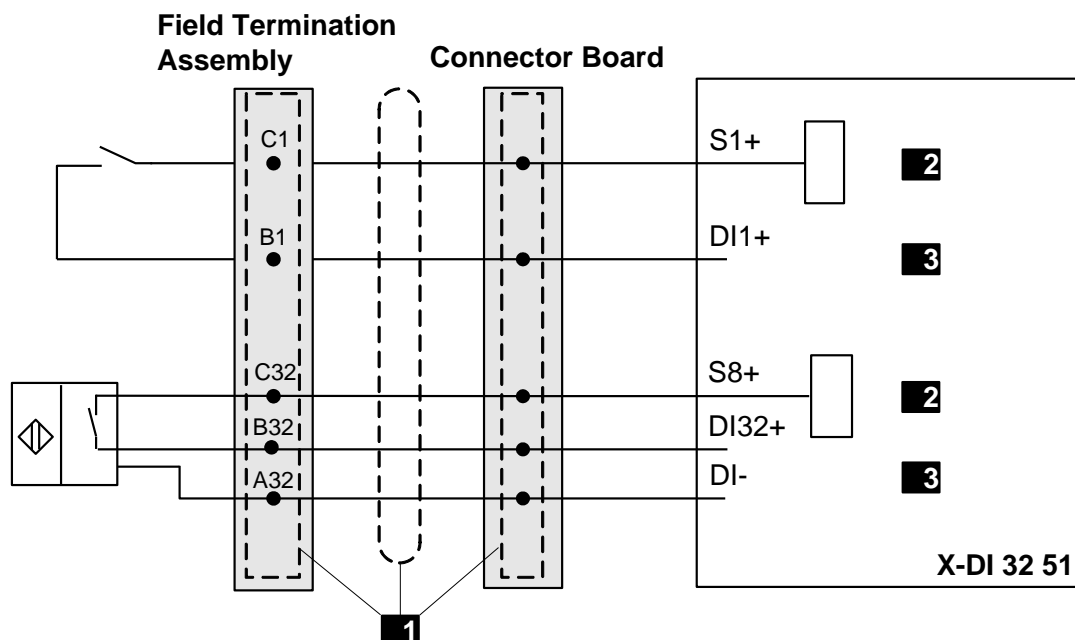 Field Termination
Assembly
Connector Board
C1
S1+
2
B1
DI1+
3
C32
S8+
2
B32
DI32+
A32
DI-
3
X-DI 32 51
1